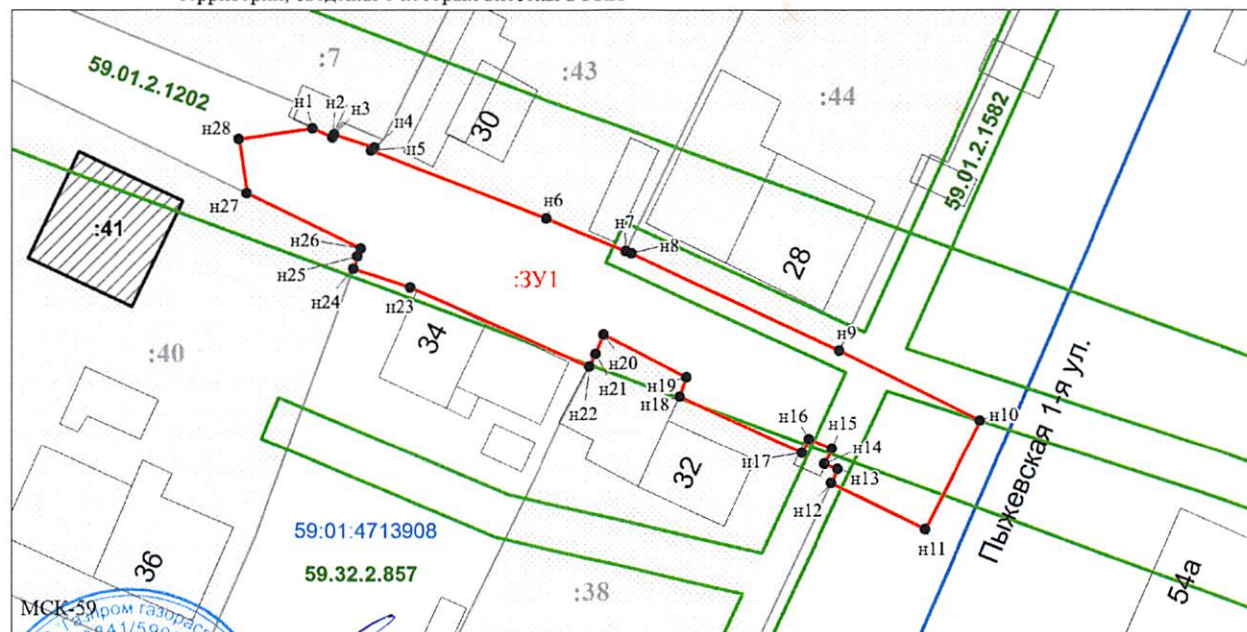 :7
:43
:44
59.01.2.1202
59.01.2.1582
н1
н2
н3
н4
н5
н28
30
н6
н7
н8
28
н27
:41
н26
н25
н24
н23
:ЗУ1
34
:40
н9
н20
н21
н22
н19
н18
н10
н16
н15
н14
н13
н17
н12
н11
32
Пыжевская 1-я ул.
59:01:4713908
59.32.2.857
36
:38
54а
МСК-59